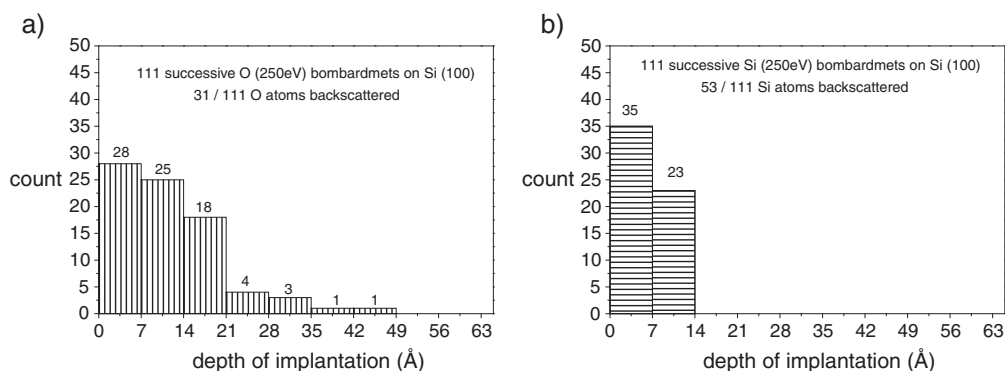 a)
50
45
40
35
30
25
20
15
10
5
0
count
111 successive O (250eV) bombardmets on Si (100)
31 / 111 O atoms backscattered
28
25
18
4
3
1
1
0 7 14 21 28 35 42 49 56 63
depth of implantation (Å)
b)
50
45
40
35
30
25
20
15
10
5
0
count
111 successive Si (250eV) bombardmets on Si (100)
53 / 111 Si atoms backscattered
35
23
0 7 14 21 28 35 42 49 56 63
depth of implantation (Å)